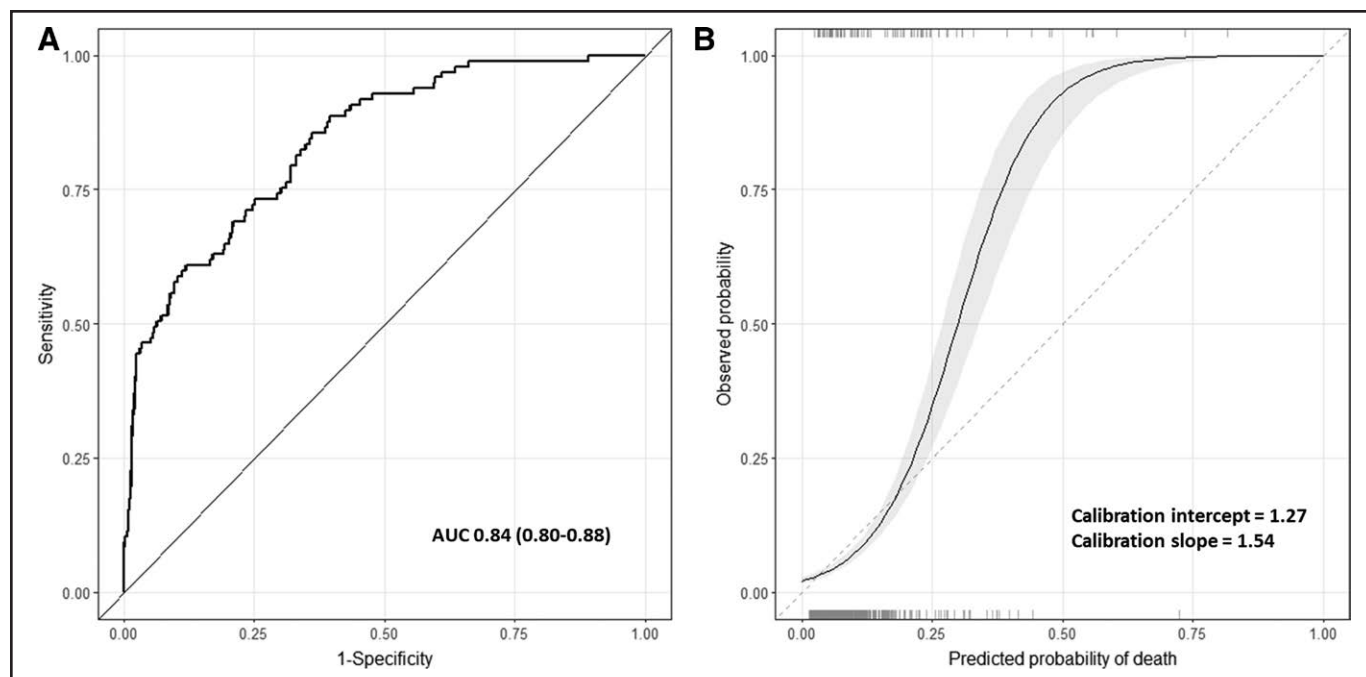 A
1.00
0.75
0.50
0.25
0.00
Sensitivity
0.00 0.25 0.50 0.75 1.00
1-Specificity
AUC 0.84 (0.80-0.88)
B
1.00
0.75
0.50
0.25
0.00
Observed probability
0.00 0.25 0.50 0.75 1.00
Predicted probability of death
Calibration intercept = 1.27
Calibration slope = 1.54